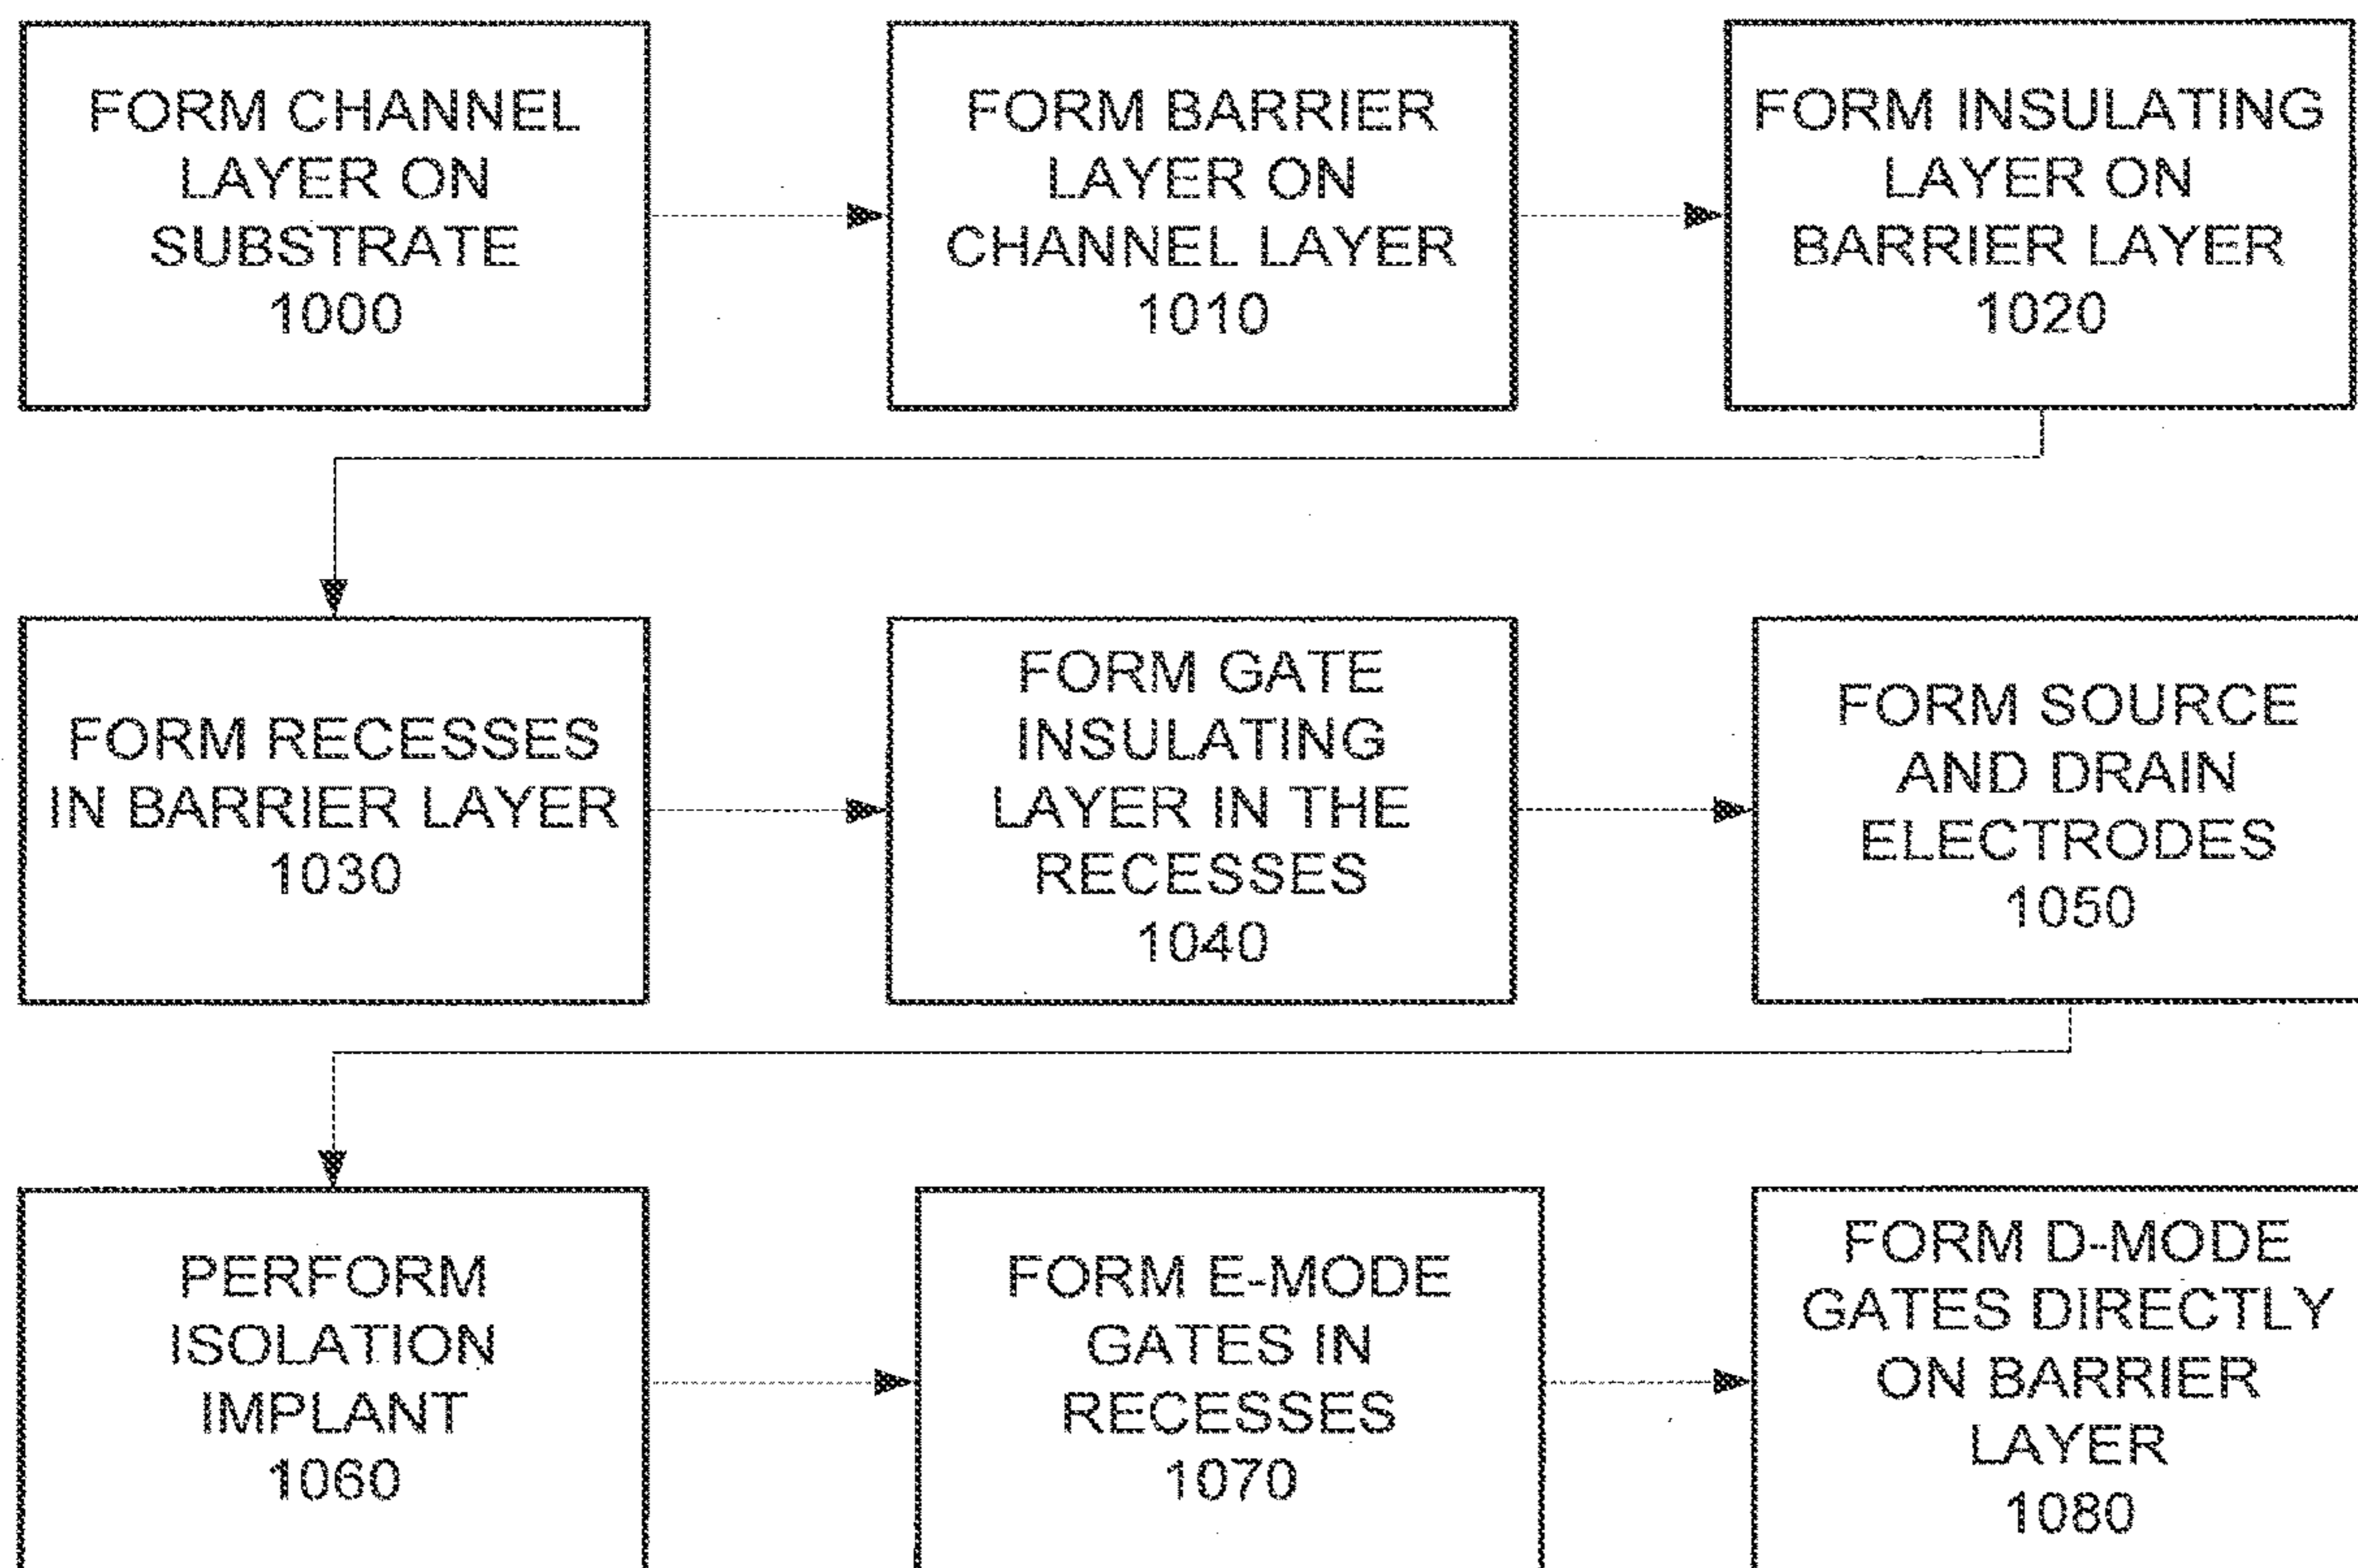 FORM CHANNEL
LAYER ON
SUBSTRATE
1000
FORM BARRIER
LAYER ON
CHANNEL LAYER
1010
FORM INSULATING
LAYER ON
BARRIER LAYER
1020
FORM RECESSES
IN BARRIER LAYER
1030
FORM GATE
INSULATING
LAYER IN THE
RECESSES
1040
FORM SOURCE
AND DRAIN
ELECTRODES
1050
PERFORM
ISOLATION
IMPLANT
1060
FORM E-MODE
GATES IN
RECESSES
1070
FORM D-MODE
GATES DIRECTLY
ON BARRIER
LAYER
1080